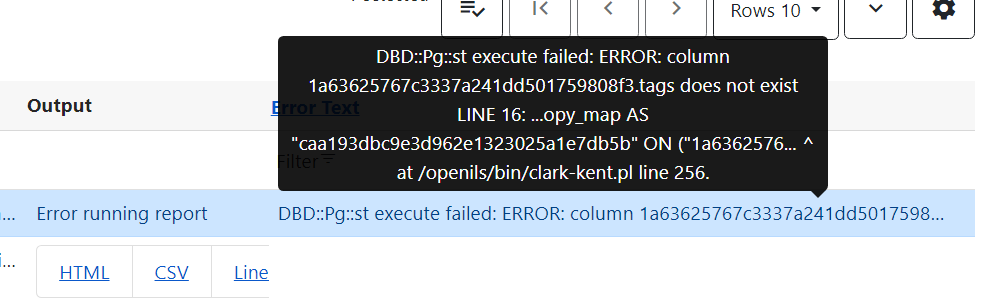 Rows 10
DBD::Pg::st execute failed: ERROR: column
1a63625767c3337a241dd501759808f3.tags does not exist
LINE 16: ...opy_map AS
"caa193dbc9e3d962e1323025a1e7db5b" ON ("1a6362576... ^
at /openils/bin/clark-kent.pl line 256.
Output Error Text
Filter
... Error running report DBD::Pg::st execute failed: ERROR: column 1a63625767c3337a241dd5017598...
i...
HTML CSV Line